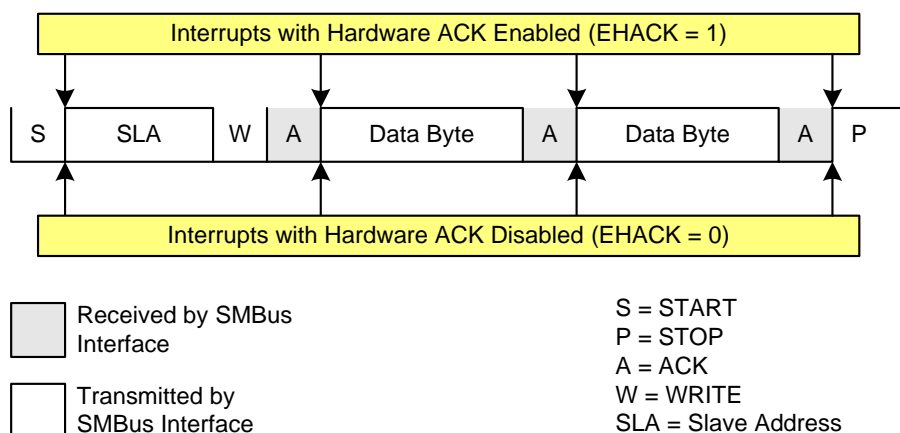 Interrupts with Hardware ACK Enabled (EHACK = 1)
S SLA W A Data Byte A Data Byte A P
Interrupts with Hardware ACK Disabled (EHACK = 0)
Received by SMBus
Interface
Transmitted by
SMBus Interface
S = START
P = STOP
A = ACK
W = WRITE
SLA = Slave Address